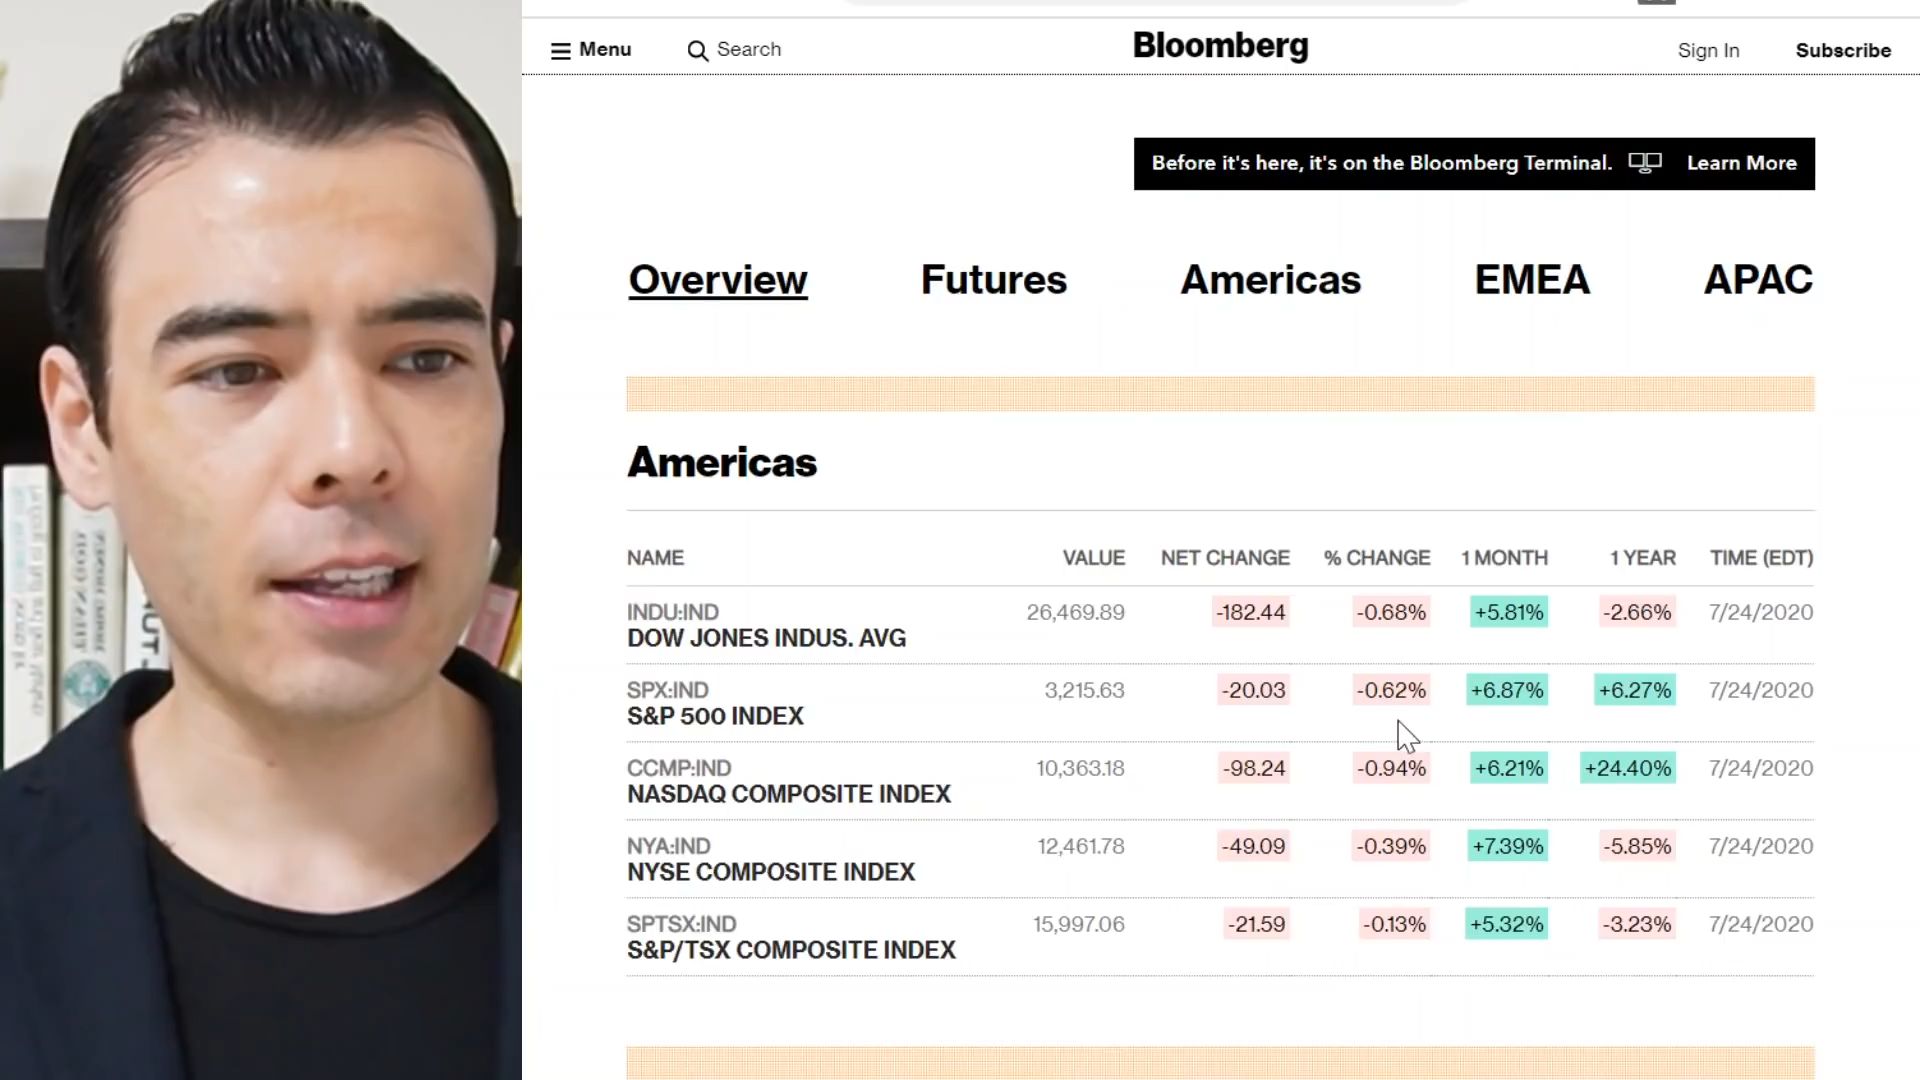 Menu
Search
Bloomberg
Sign In
Subscribe
Before it's here, it's on the Bloomberg Terminal.
Learn More
Overview
Futures
Americas
EMEA
APAC
Americas
NAME VALUE NET CHANGE % CHANGE 1 MONTH 1 YEAR TIME (EDT)
INDU:IND 26,469.89 -182.44 -0.68% +5.81% -2.66% 7/24/2020
DOW JONES INDUS. AVG
SPX:IND 3,215.63 -20.03 -0.62% +6.87% +6.27% 7/24/2020
S&P 500 INDEX
CCMP:IND 10,363.18 -98.24 -0.94% +6.21% +24.40% 7/24/2020
NASDAQ COMPOSITE INDEX
NYA:IND 12,461.78 -49.09 -0.39% +7.39% -5.85% 7/24/2020
NYSE COMPOSITE INDEX
SPTSX:IND 15,997.06 -21.59 -0.13% +5.32% -3.23% 7/24/2020
S&P/TSX COMPOSITE INDEX